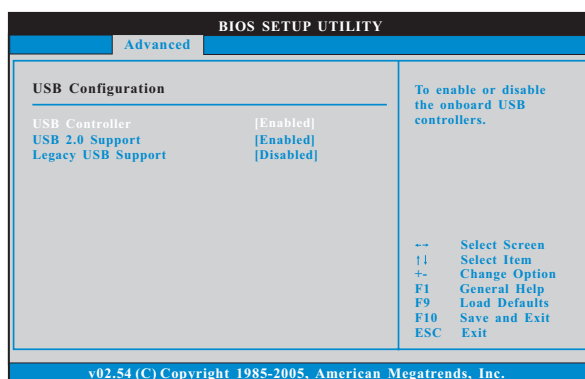 BIOS SETUP UTILITY
Advanced
USB Configuration
USB Controller [Enabled]
USB 2.0 Support [Enabled]
Legacy USB Support [Disabled]
To enable or disable
the onboard USB
controllers.
←→ Select Screen
↑↓ Select Item
+- Change Option
F1 General Help
F9 Load Defaults
F10 Save and Exit
ESC Exit
v02.54 (C) Copyright 1985-2005, American Megatrends, Inc.